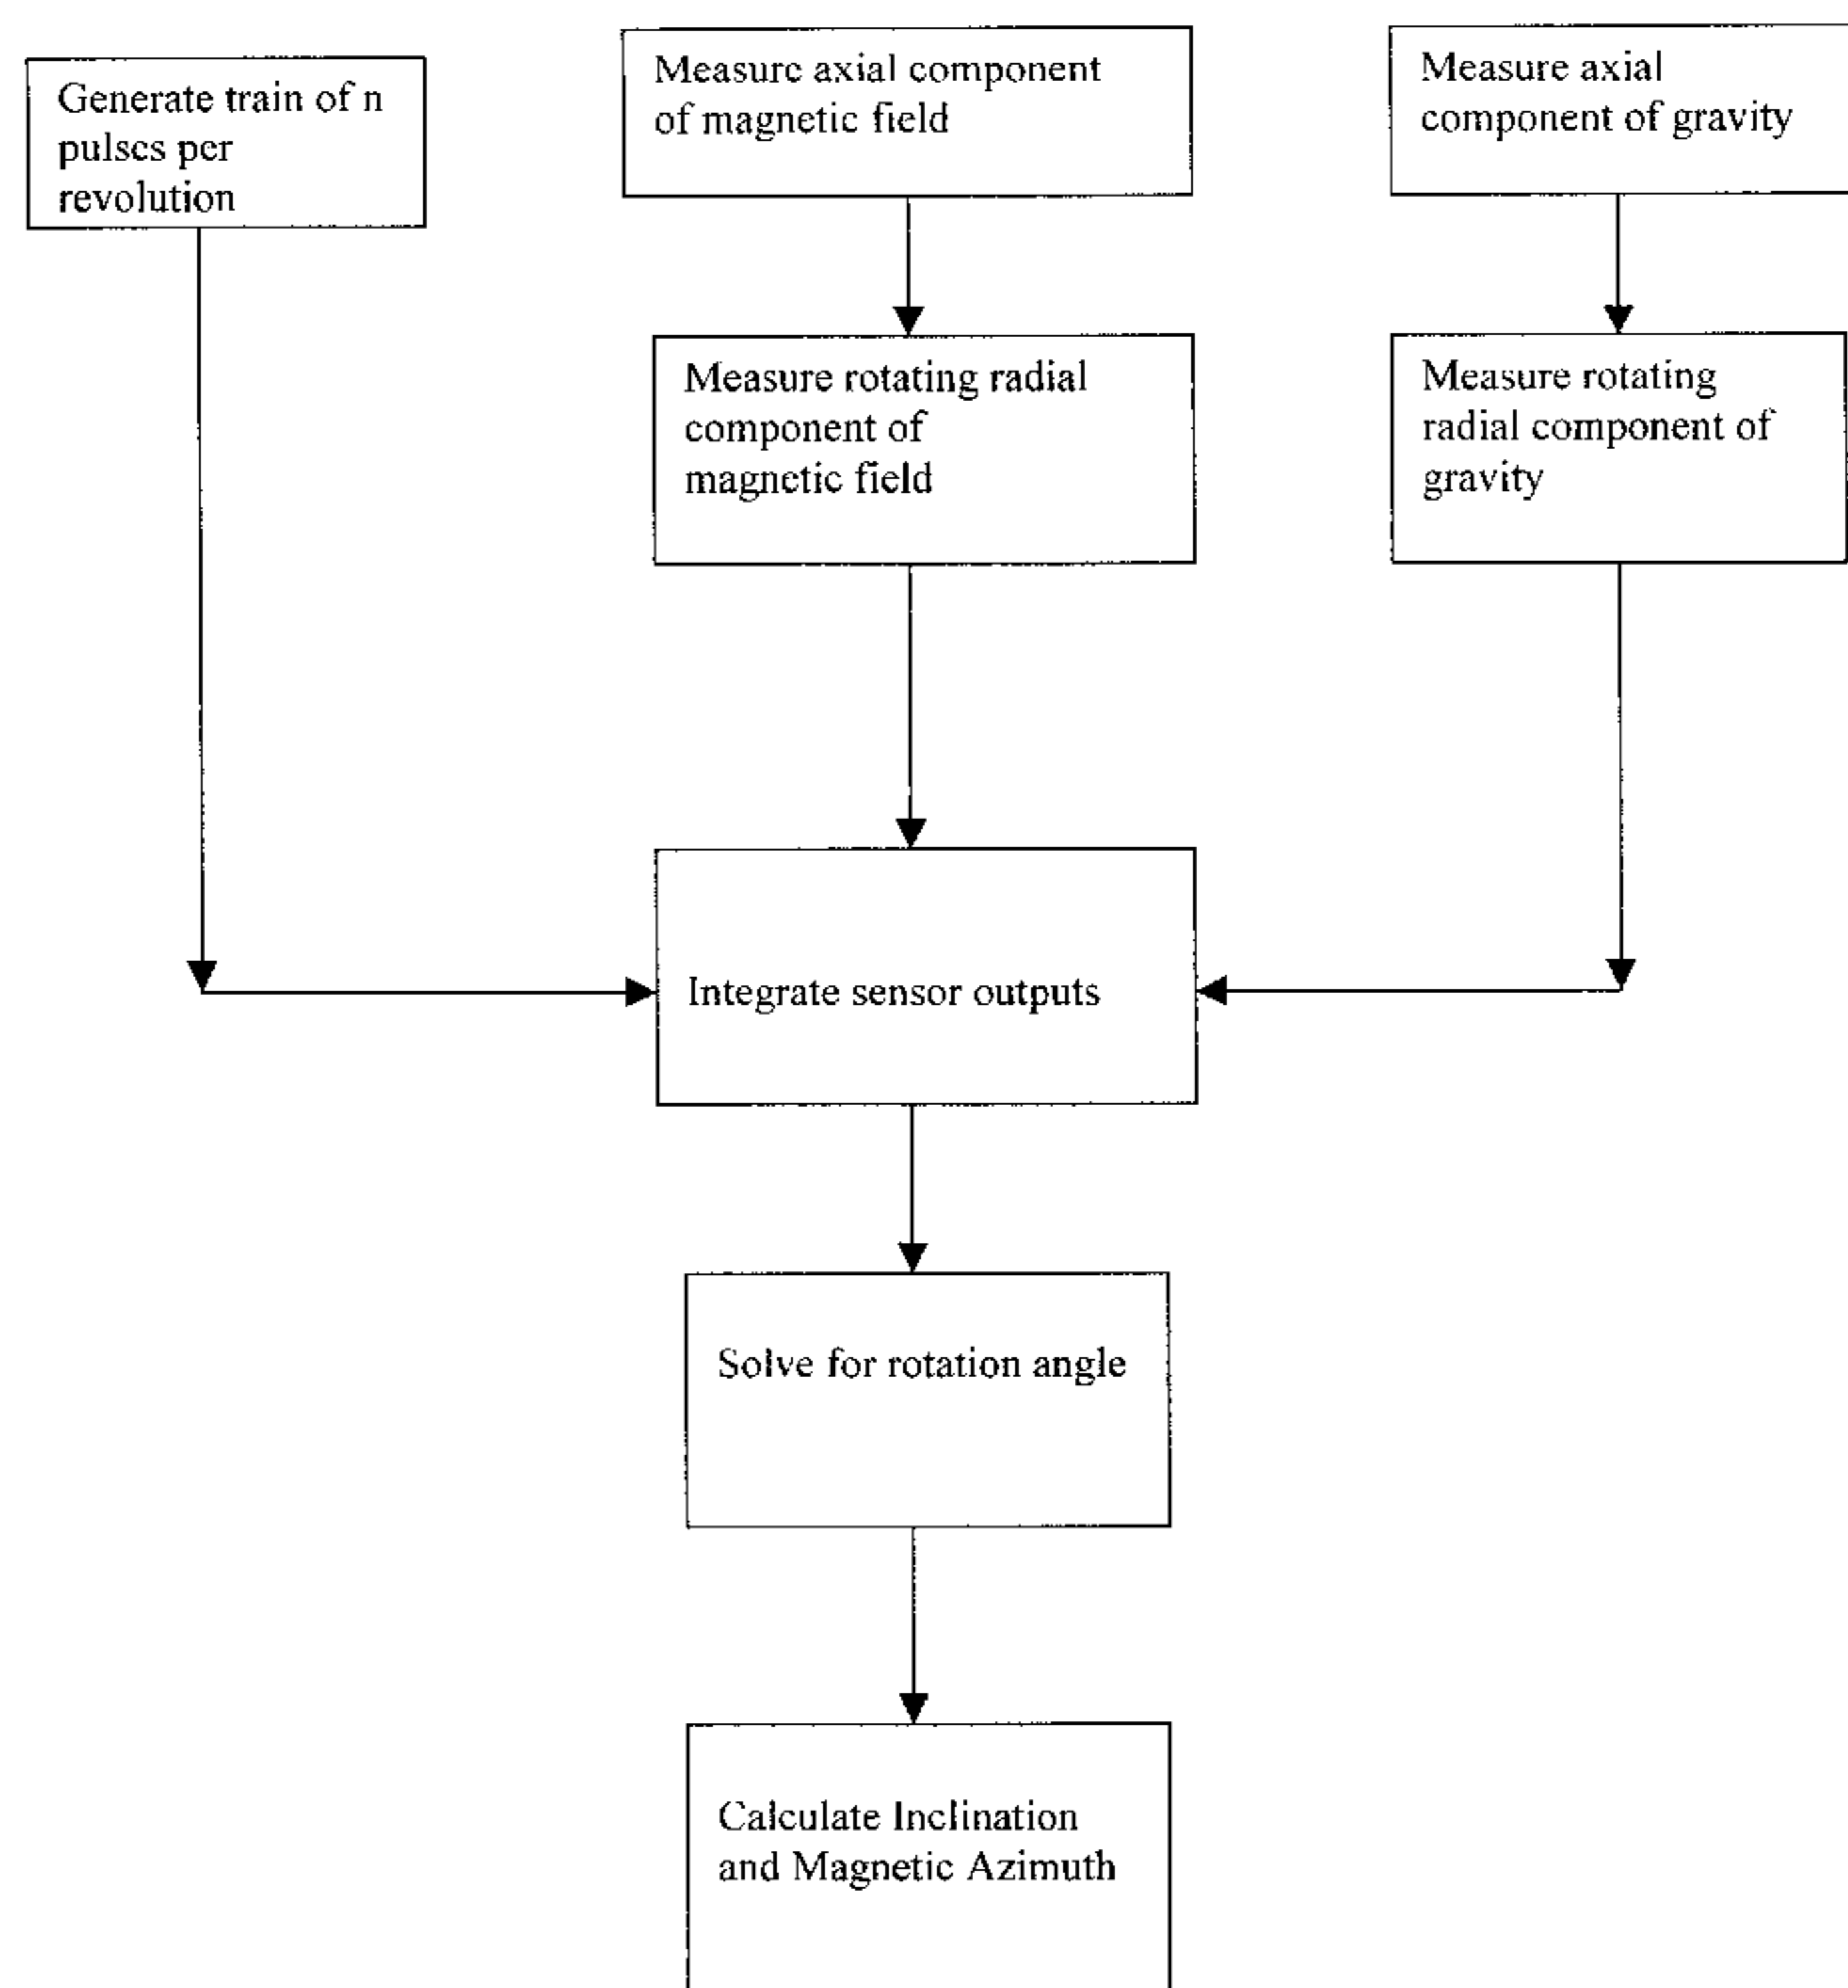 Generate train of n
pulses per
revolution
Measure axial component
of magnetic field
Measure axial
component of gravity
Measure rotating radial
component of
magnetic field
Measure rotating
radial component of
gravity
Integrate sensor outputs
Solve for rotation angle
Calculate Inclination
and Magnetic Azimuth